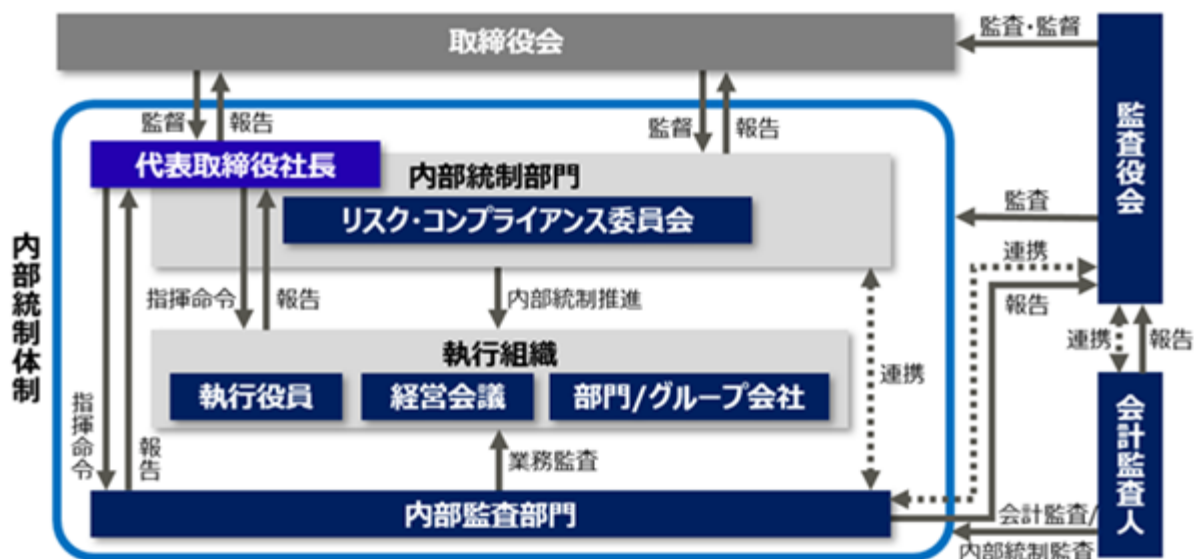 取締役会
監査・監督
監督
報告
監督
報告
代表取締役社長
内部統制部門
リスク・コンプライアンス委員会
監査役会
監査
連携
内部統制体制
指揮命令
報告
内部統制推進
報告
執行組織
連携
報告
執行役員
経営会議
部門/グループ会社
連携
指揮命令
報告
業務監査
会計監査人
内部監査部門
会計監査/
内部統制監査